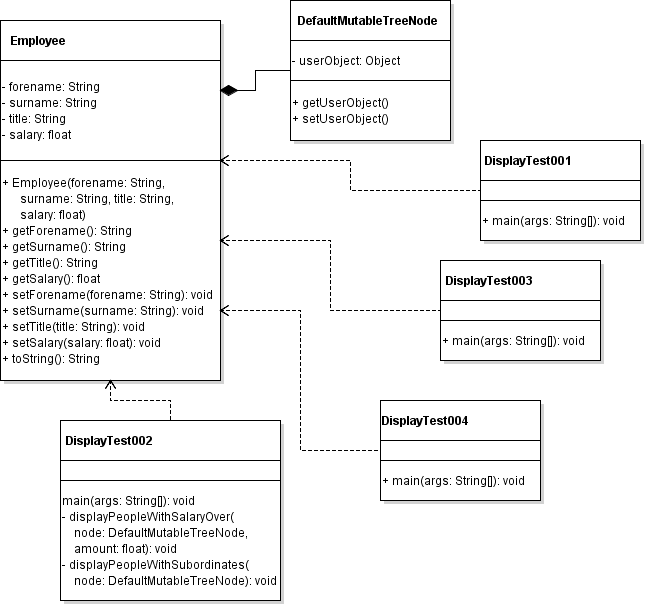 Employee
- forename: String
- surname: String
- title: String
- salary: float
+ Employee(forename: String,
surname: String, title: String,
salary: float)
+ getForename(): String
+ getSurname(): String
+ getTitle(): String
+ getSalary(): float
+ setForename(forename: String): void
+ setSurname(surname: String): void
+ setTitle(title: String): void
+ setSalary(salary: float): void
+ toString(): String
DefaultMutableTreeNode
- userObject: Object
+ getUserObject()
+ setUserObject()
DisplayTest001
+ main(args: String[]): void
DisplayTest003
+ main(args: String[]): void
DisplayTest004
+ main(args: String[]): void
DisplayTest002
main(args: String[]): void
- displayPeopleWithSalaryOver(
node: DefaultMutableTreeNode,
amount: float): void
- displayPeopleWithSubordinates(
node: DefaultMutableTreeNode): void